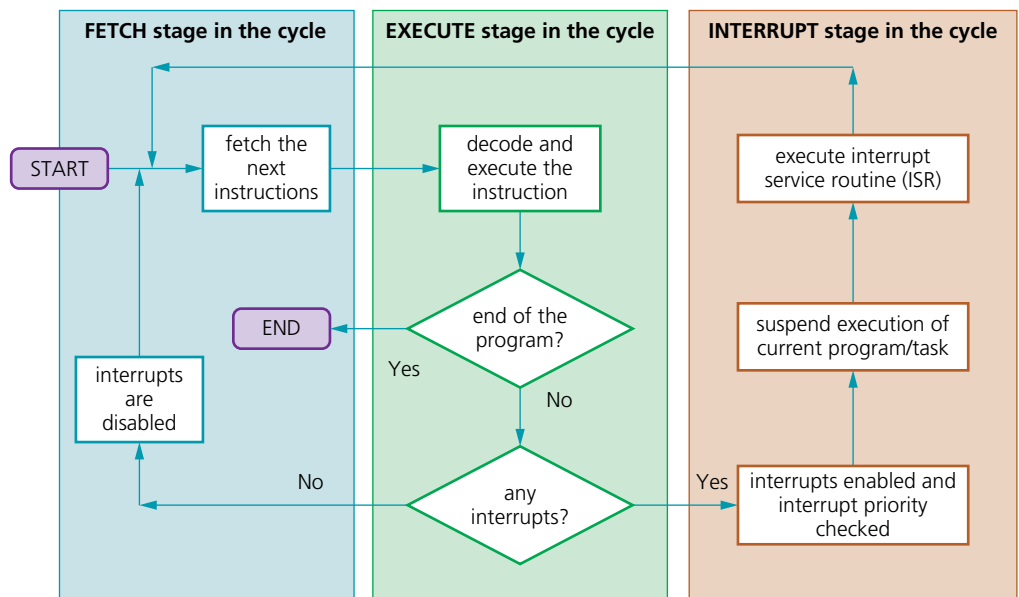 FETCH stage in the cycle
EXECUTE stage in the cycle
INTERRUPT stage in the cycle
START
fetch the
next
instructions
decode and
execute the
instruction
execute interrupt
service routine (ISR)
END
end of the
program?
suspend execution of
current program/task
Yes
interrupts
are
disabled
No
No
any
interrupts?
Yes
interrupts enabled and
interrupt priority
checked